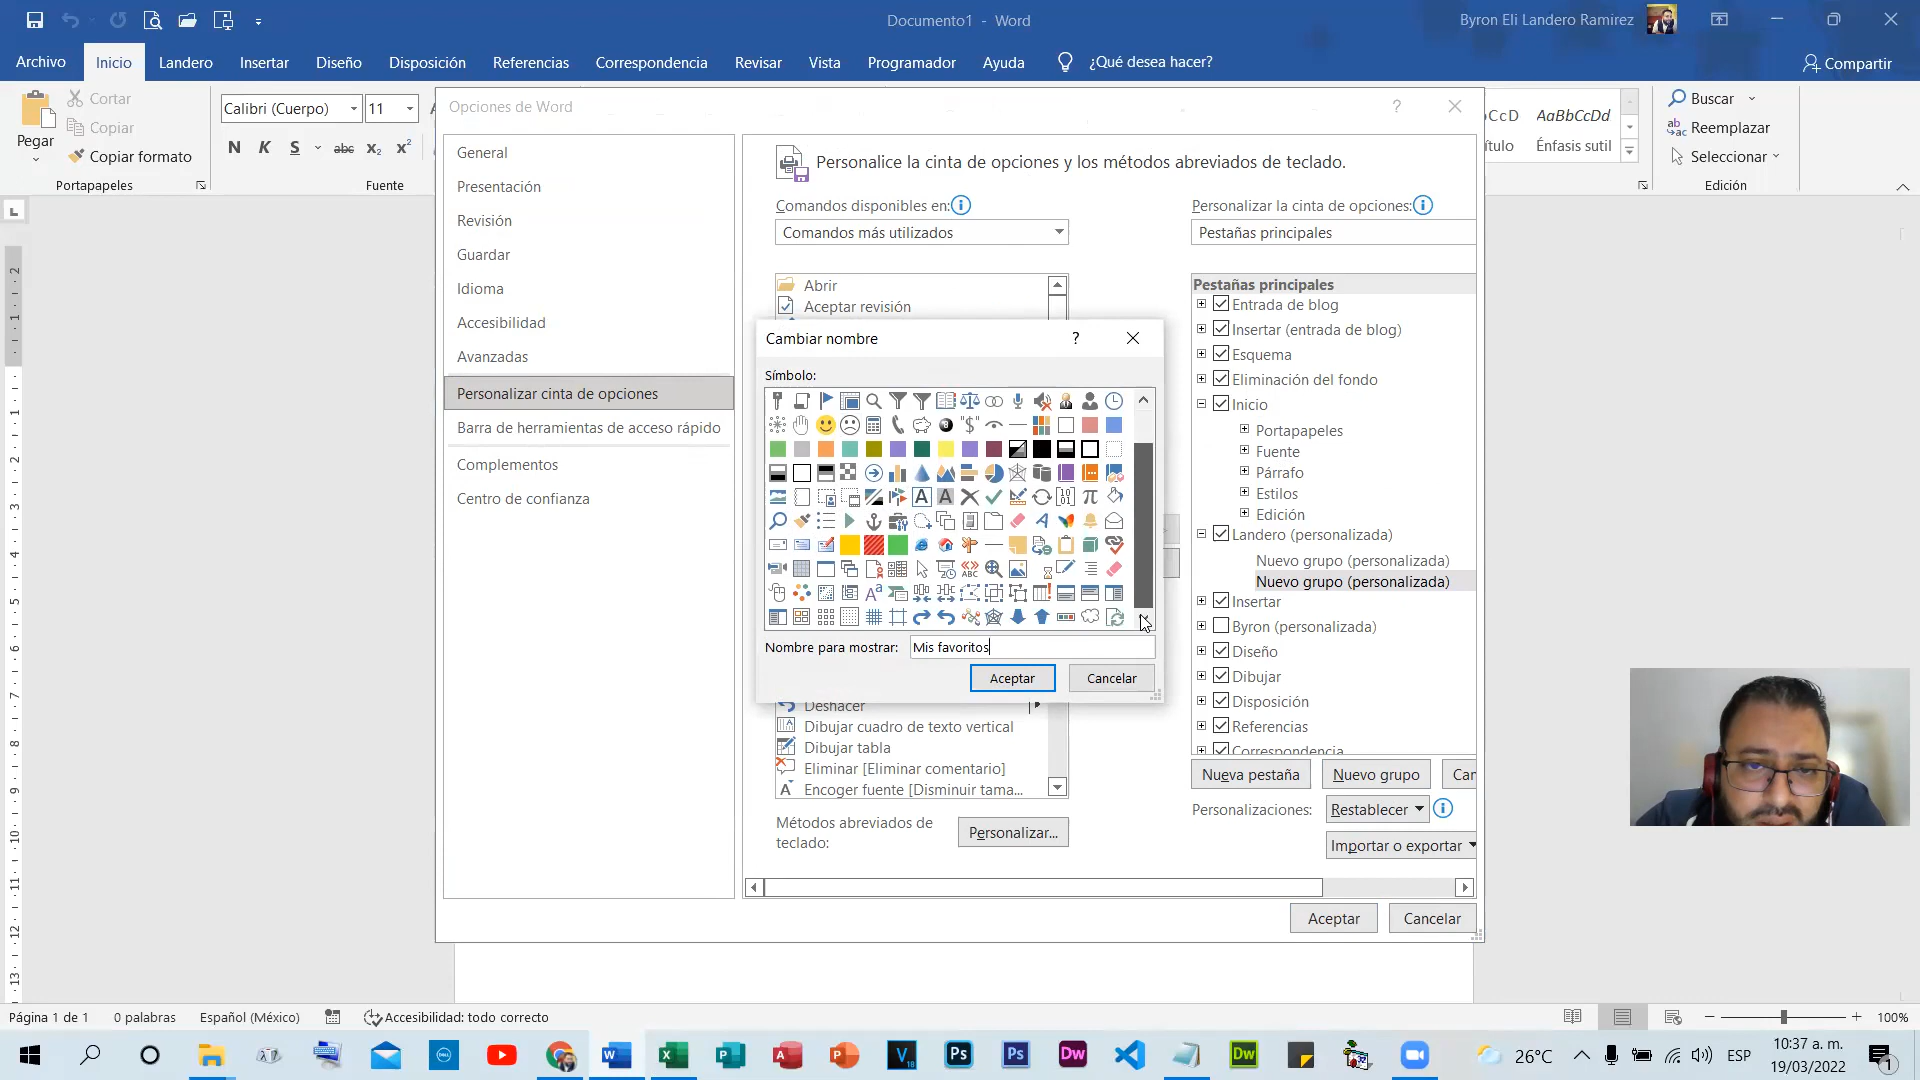 Documento1 - Word
Byron Eli Landero Ramirez
Archivo
Inicio
Landero
Insertar
Diseño
Disposición
Referencias
Correspondencia
Revisar
Vista
Programador
Ayuda
¿Qué desea hacer?
Compartir
Pegar
Cortar
Copiar
Copiar formato
Portapapeles
Calibri (Cuerpo)
11
N K S abc x₂ x²
Fuente
AaBbCcDd
Énfasis sutil
Buscar
Reemplazar
Seleccionar
Edición
Opciones de Word
General
Presentación
Revisión
Guardar
Idioma
Accesibilidad
Avanzadas
Personalizar cinta de opciones
Barra de herramientas de acceso rápido
Complementos
Centro de confianza
Personalice la cinta de opciones y los métodos abreviados de teclado.
Comandos disponibles en:
Comandos más utilizados
Abrir
Aceptar revisión
Cambiar nombre
Símbolo:
Nombre para mostrar: Mis favoritos
Aceptar
Cancelar
Deshacer
Dibujar cuadro de texto vertical
Dibujar tabla
Eliminar [Eliminar comentario]
Encoger fuente [Disminuir tama...
Métodos abreviados de teclado:
Personalizar...
Personalizar la cinta de opciones:
Pestañas principales
Pestañas principales
Entrada de blog
Insertar (entrada de blog)
Esquema
Eliminación del fondo
Inicio
Portapapeles
Fuente
Párrafo
Estilos
Edición
Landero (personalizada)
Nuevo grupo (personalizada)
Nuevo grupo (personalizada)
Insertar
Byron (personalizada)
Diseño
Dibujar
Disposición
Referencias
Correspondencia
Nueva pestaña
Nuevo grupo
Personalizaciones:
Restablecer
Importar o exportar
Aceptar
Cancelar
Página 1 de 1
0 palabras
Español (México)
Accesibilidad: todo correcto
100%
26°C
ESP
10:37 a. m.
19/03/2022